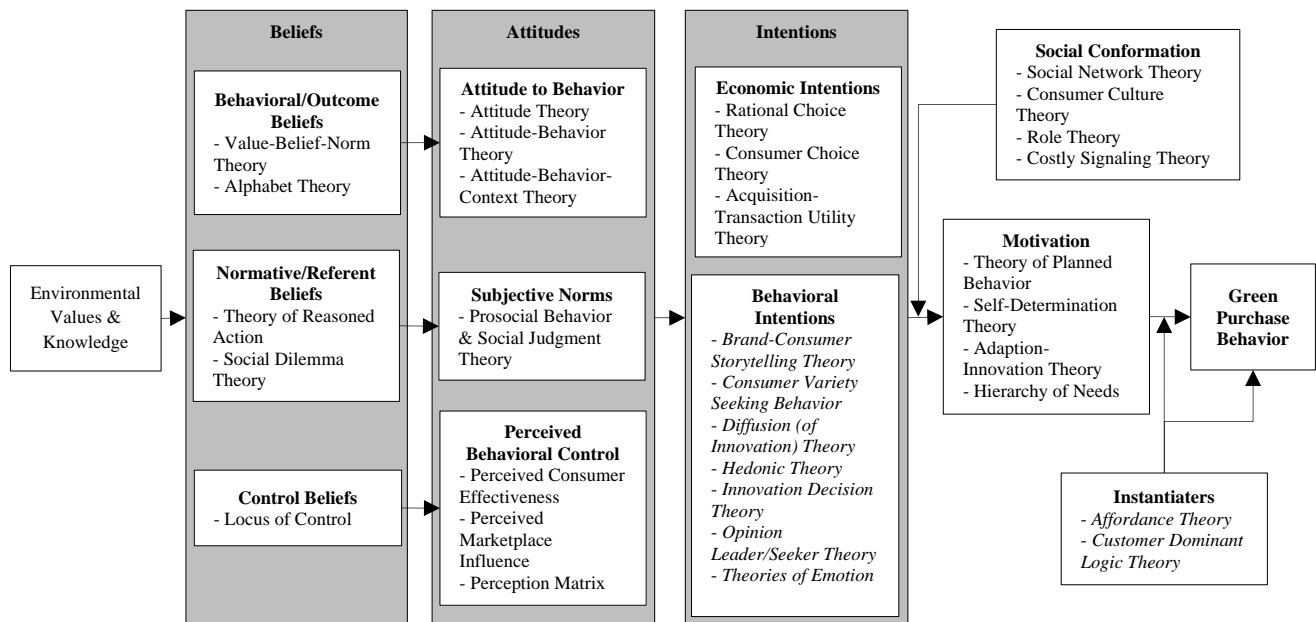 Environmental
Values &
Knowledge
Beliefs
Behavioral/Outcome
Beliefs
- Value-Belief-Norm
Theory
- Alphabet Theory
Normative/Referent
Beliefs
- Theory of Reasoned
Action
- Social Dilemma
Theory
Control Beliefs
- Locus of Control
Attitudes
Attitude to Behavior
- Attitude Theory
- Attitude-Behavior
Theory
- Attitude-Behavior-
Context Theory
Subjective Norms
- Prosocial Behavior
& Social Judgment
Theory
Perceived
Behavioral Control
- Perceived Consumer
Effectiveness
- Perceived
Marketplace
Influence
- Perception Matrix
Intentions
Economic Intentions
- Rational Choice
Theory
- Consumer Choice
Theory
- Acquisition-
Transaction Utility
Theory
Behavioral
Intentions
- Brand-Consumer
Storytelling Theory
- Consumer Variety
Seeking Behavior
- Diffusion (of
Innovation) Theory
- Hedonic Theory
- Innovation Decision
Theory
- Opinion
Leader/Seeker Theory
- Theories of Emotion
Social Conformation
- Social Network Theory
- Consumer Culture
Theory
- Role Theory
- Costly Signaling Theory
Motivation
- Theory of Planned
Behavior
- Self-Determination
Theory
- Adaption-
Innovation Theory
- Hierarchy of Needs
Green
Purchase
Behavior
Instantiaters
- Affordance Theory
- Customer Dominant
Logic Theory